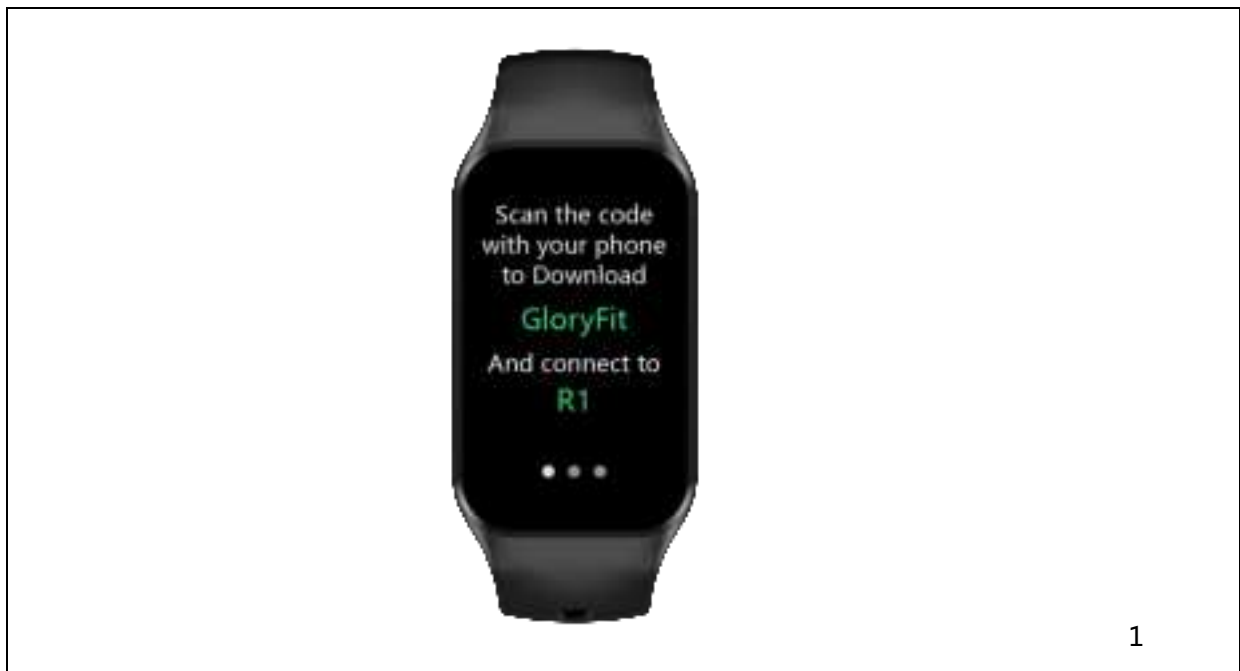 Scan the code
with your phone
to Download
GloryFit
And connect to
R1
1